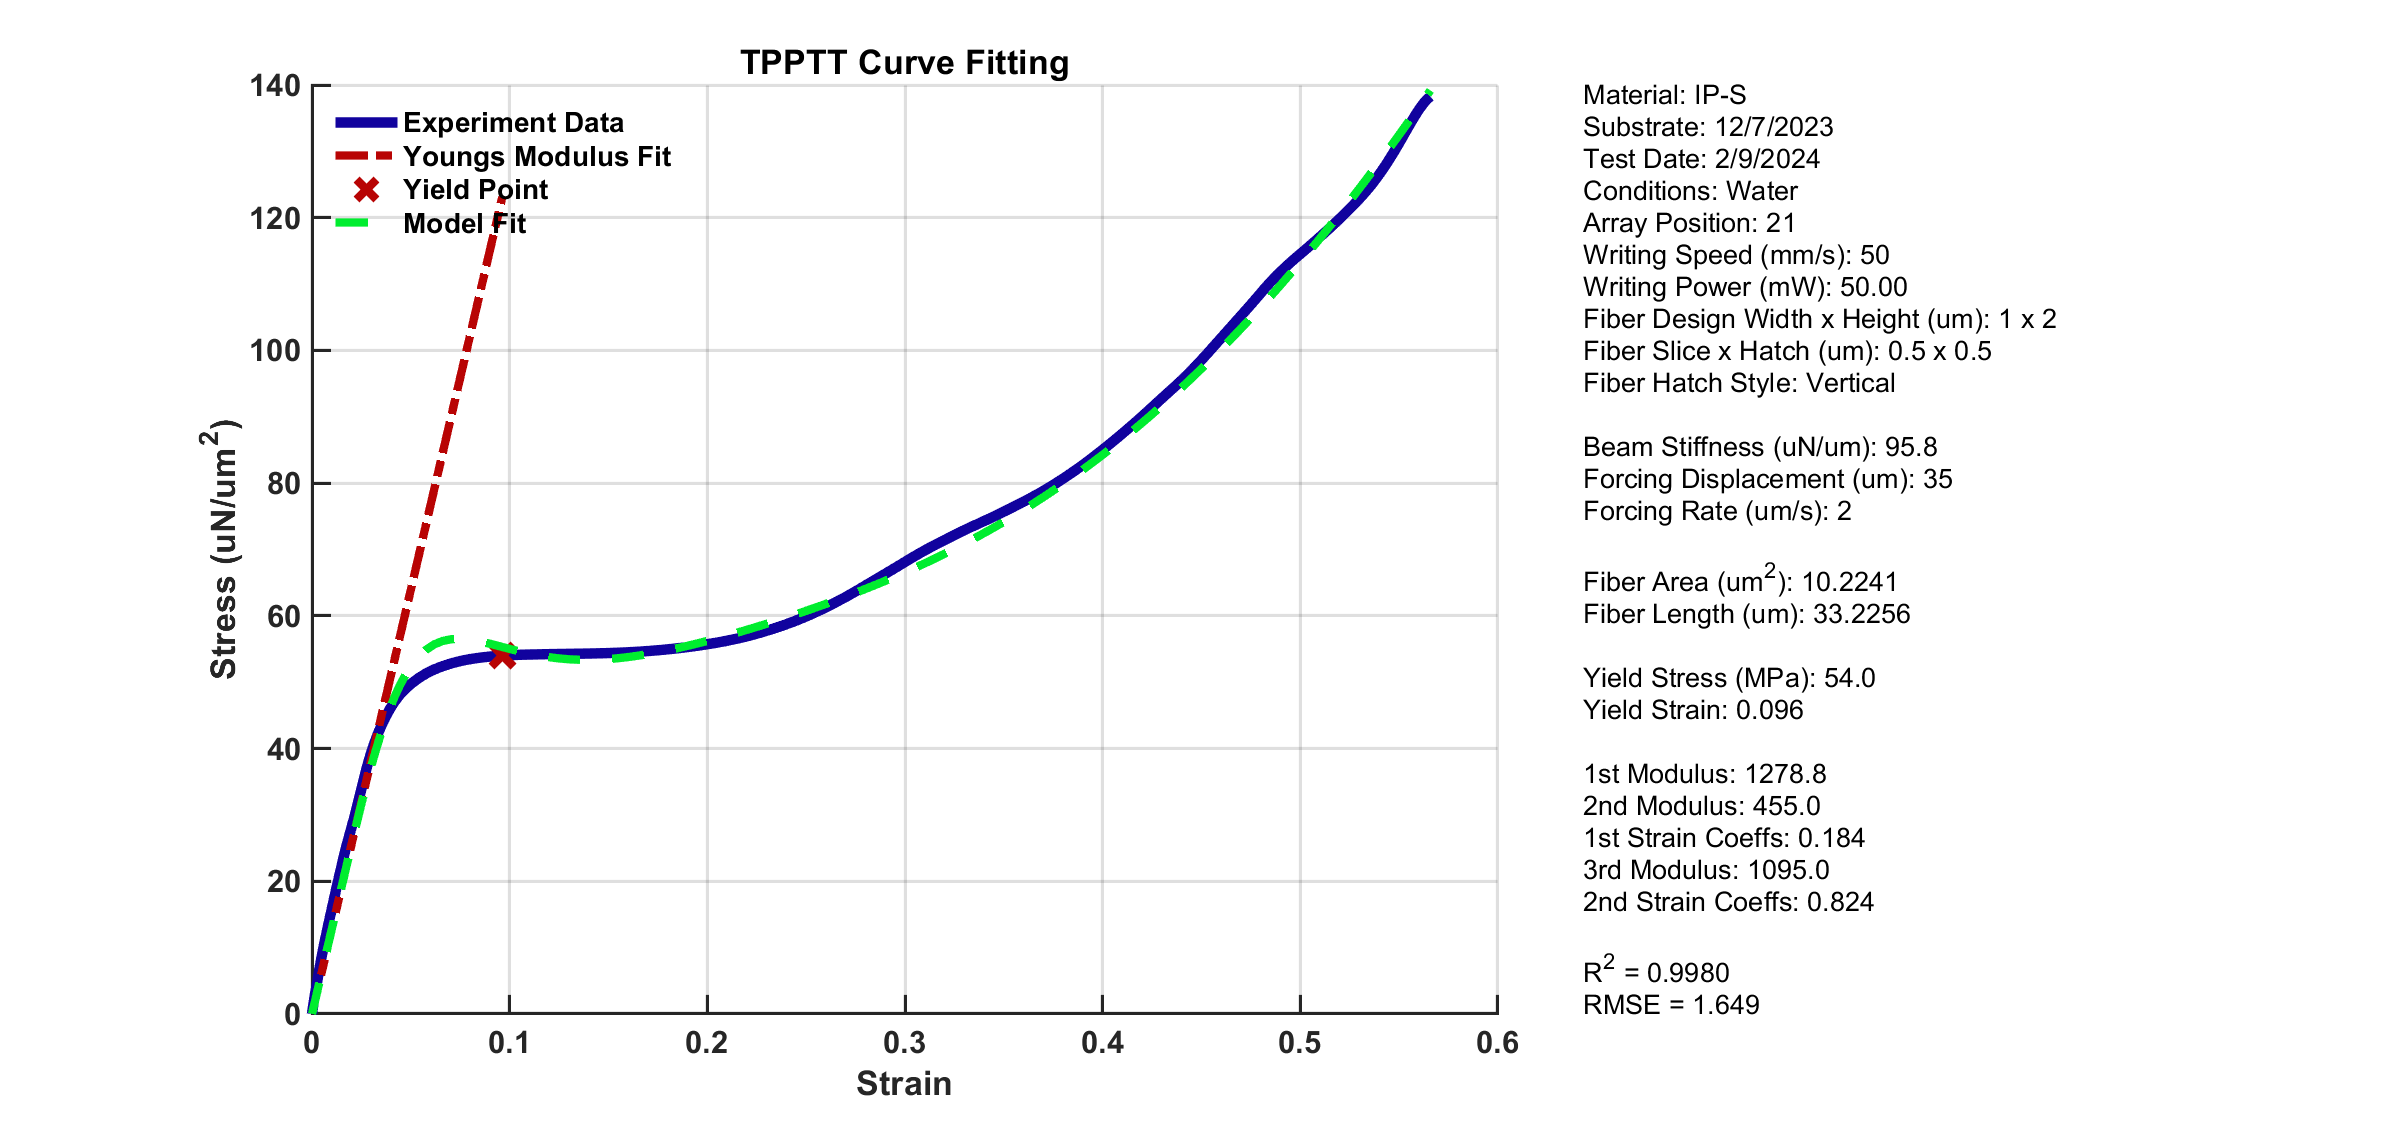 TPPTT Curve Fitting
140
120
100
80
60
40
20
0
Stress (uN/um²)
Experiment Data
Youngs Modulus Fit
Yield Point
Model Fit
0 0.1 0.2 0.3 0.4 0.5 0.6
Strain
Material: IP-S
Substrate: 12/7/2023
Test Date: 2/9/2024
Conditions: Water
Array Position: 21
Writing Speed (mm/s): 50
Writing Power (mW): 50.00
Fiber Design Width x Height (um): 1 x 2
Fiber Slice x Hatch (um): 0.5 x 0.5
Fiber Hatch Style: Vertical
Beam Stiffness (uN/um): 95.8
Forcing Displacement (um): 35
Forcing Rate (um/s): 2
Fiber Area (um²): 10.2241
Fiber Length (um): 33.2256
Yield Stress (MPa): 54.0
Yield Strain: 0.096
1st Modulus: 1278.8
2nd Modulus: 455.0
1st Strain Coeffs: 0.184
3rd Modulus: 1095.0
2nd Strain Coeffs: 0.824
R² = 0.9980
RMSE = 1.649